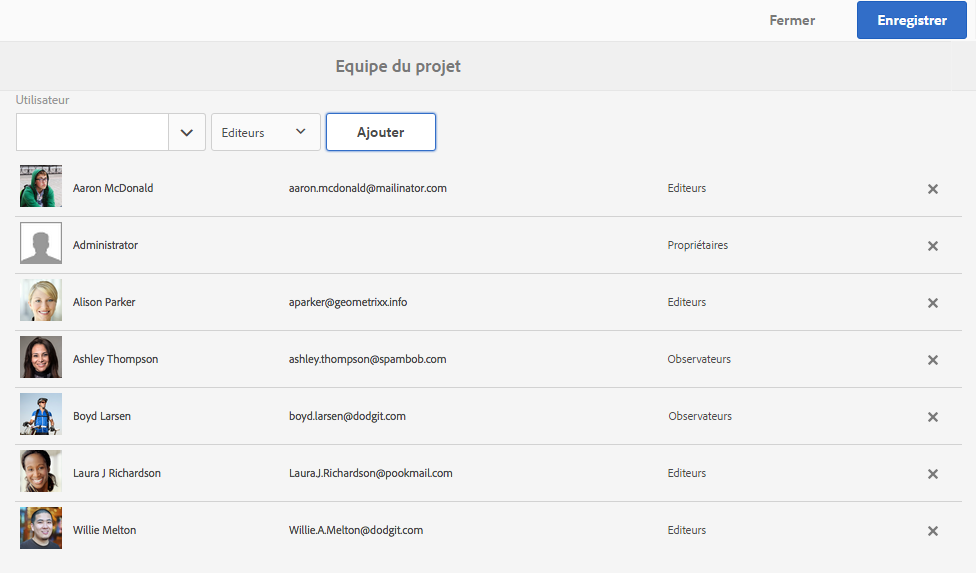 Fermer Enregistrer
Equipe du projet
Utilisateur
Editeurs Ajouter
Aaron McDonald aaron.mcdonald@mailinator.com Editeurs
Administrator Propriétaires
Alison Parker aparker@geometrixx.info Editeurs
Ashley Thompson ashley.thompson@spambob.com Observateurs
Boyd Larsen boyd.larsen@dodgit.com Observateurs
Laura J Richardson Laura.J.Richardson@pookmail.com Editeurs
Willie Melton Willie.A.Melton@dodgit.com Editeurs